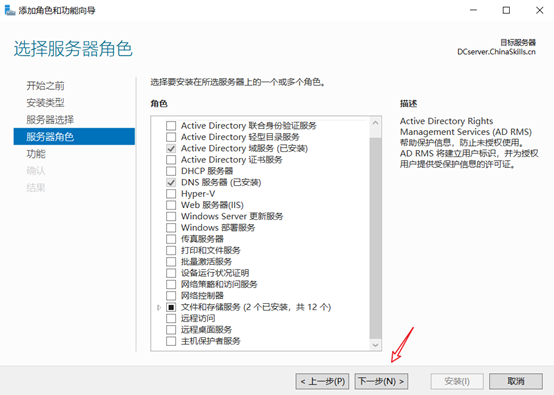 添加角色和功能向导
选择服务器角色
目标服务器
DCserver.ChinaSkills.cn
开始之前
安装类型
服务器选择
服务器角色
功能
确认
结果
选择要安装在所选服务器上的一个或多个角色。
角色
Active Directory 联合身份验证服务
Active Directory 轻型目录服务
Active Directory 域服务 (已安装)
Active Directory 证书服务
DHCP 服务器
DNS 服务器 (已安装)
Hyper-V
Web 服务器(IIS)
Windows Server 更新服务
Windows 部署服务
传真服务器
打印和文件服务
批量激活服务
设备运行状况证明
网络策略和访问服务
网络控制器
文件和存储服务 (2 个已安装，共 12 个)
远程访问
远程桌面服务
主机保护者服务
描述
Active Directory Rights
Management Services (AD RMS)
帮助保护信息，防止未授权使用。
AD RMS 将建立用户标识，并为授权
用户提供受保护信息的许可证。
< 上一步(P)
下一步(N) >
安装(I)
取消